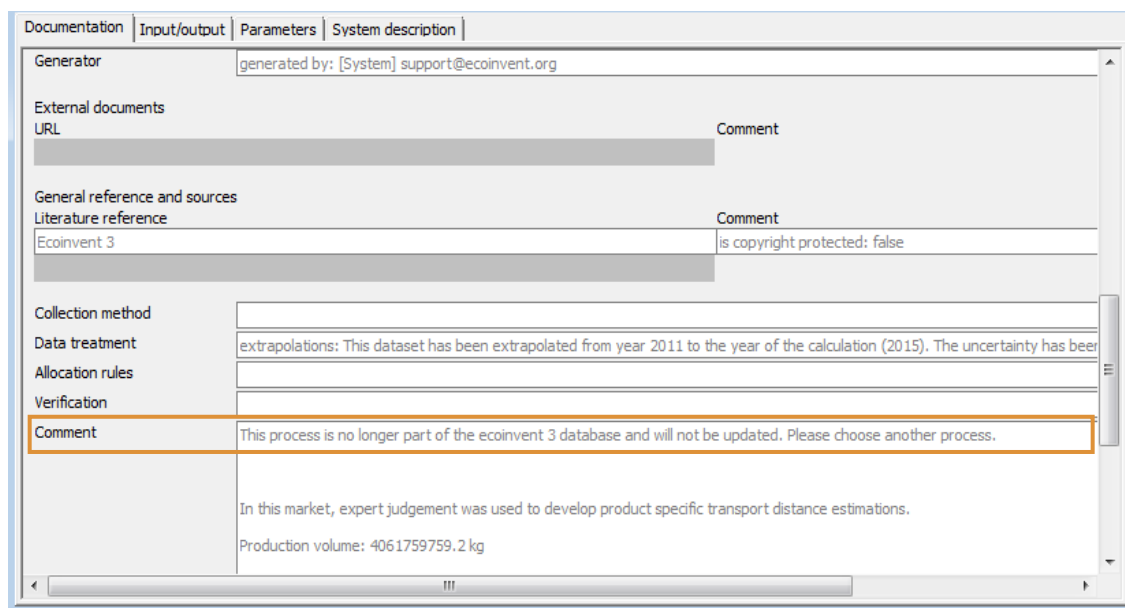 Documentation Input/output Parameters System description
Generator generated by: [System] support@ecoinvent.org
External documents
URL Comment
General reference and sources
Literature reference Comment
Ecoinvent 3 is copyright protected: false
Collection method
Data treatment extrapolations: This dataset has been extrapolated from year 2011 to the year of the calculation (2015). The uncertainty has been
Allocation rules
Verification
Comment This process is no longer part of the ecoinvent 3 database and will not be updated. Please choose another process.
In this market, expert judgement was used to develop product specific transport distance estimations.
Production volume: 4061759759.2 kg